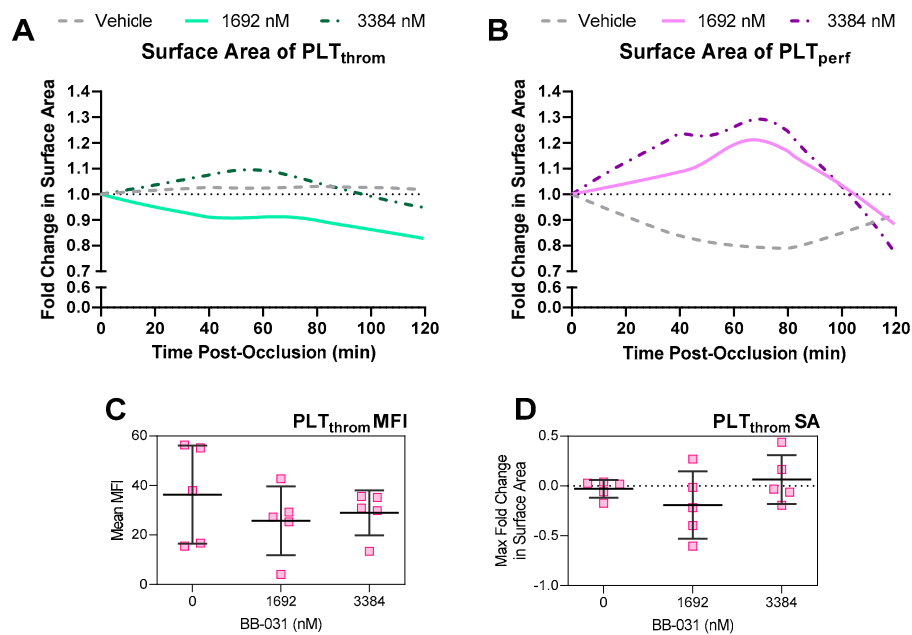 A
Vehicle 1692 nM 3384 nM
Surface Area of PLTthrom
Fold Change in Surface Area
1.4
1.3
1.2
1.1
1.0
0.9
0.8
0.7
0.6
0.0
0 20 40 60 80 100 120
Time Post-Occlusion (min)
B
Vehicle 1692 nM 3384 nM
Surface Area of PLTperf
Fold Change in Surface Area
1.4
1.3
1.2
1.1
1.0
0.9
0.8
0.7
0.6
0.0
0 20 40 60 80 100 120
Time Post-Occlusion (min)
C
PLTthrom MFI
Mean MFI
60
40
20
0
0 1692 3384
BB-031 (nM)
D
PLTthrom SA
Max Fold Change
in Surface Area
0.5
0.0
-0.5
-1.0
0 1692 3384
BB-031 (nM)